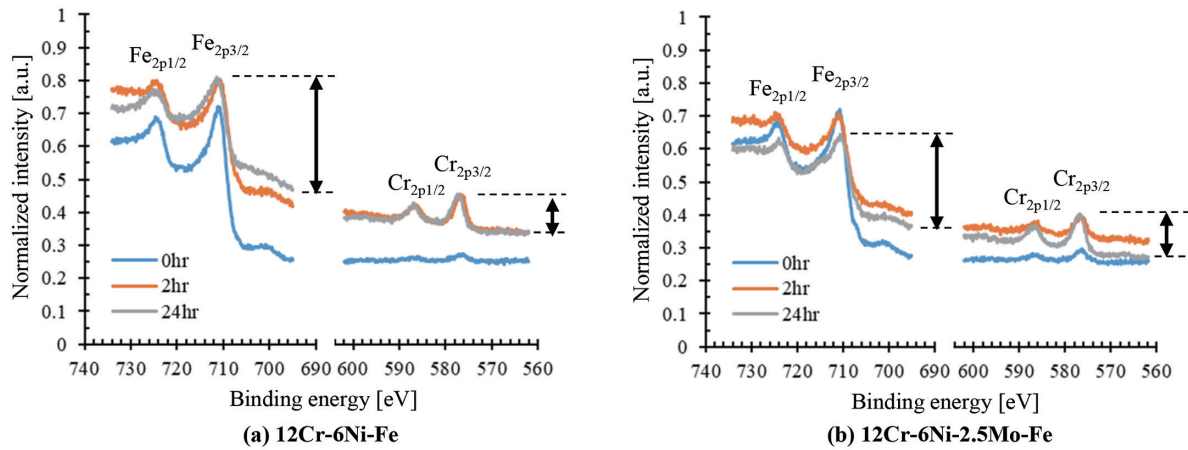 Normalized intensity [a.u.]
1
0.9
0.8
0.7
0.6
0.5
0.4
0.3
0.2
0.1
0
Fe2p1/2
Fe2p3/2
Cr2p1/2
Cr2p3/2
0hr
2hr
24hr
740 730 720 710 700 690 600 590 580 570 560
Binding energy [eV]
(a) 12Cr-6Ni-Fe
Normalized intensity [a.u.]
1
0.9
0.8
0.7
0.6
0.5
0.4
0.3
0.2
0.1
0
Fe2p1/2
Fe2p3/2
Cr2p1/2
Cr2p3/2
0hr
2hr
24hr
740 730 720 710 700 690 600 590 580 570 560
Binding energy [eV]
(b) 12Cr-6Ni-2.5Mo-Fe